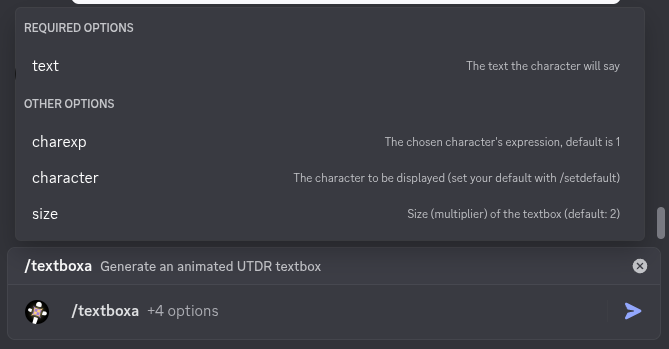 REQUIRED OPTIONS
text The text the character will say
OTHER OPTIONS
charexp The chosen character's expression, default is 1
character The character to be displayed (set your default with /setdefault)
size Size (multiplier) of the textbox (default: 2)
/textboxa Generate an animated UTDR textbox
/textboxa +4 options